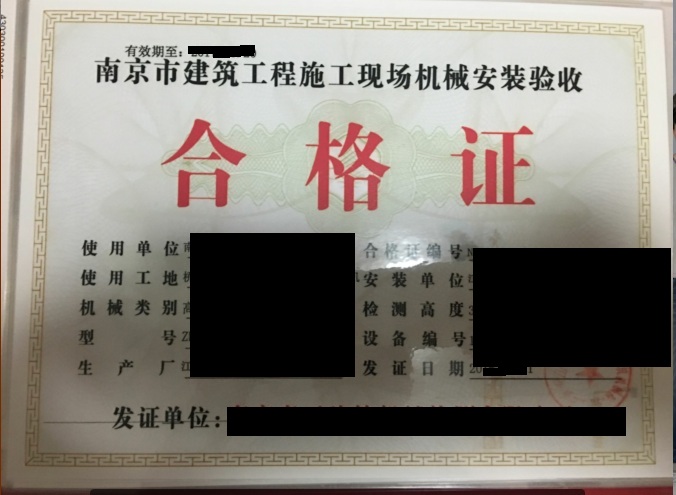 有效期至：
南京市建筑工程施工现场机械安装验收
合格证
使用单位
合格证编号
使用工地
安装单位
机械类别
检测高度
型号
设备编号
生产厂
发证日期
发证单位：